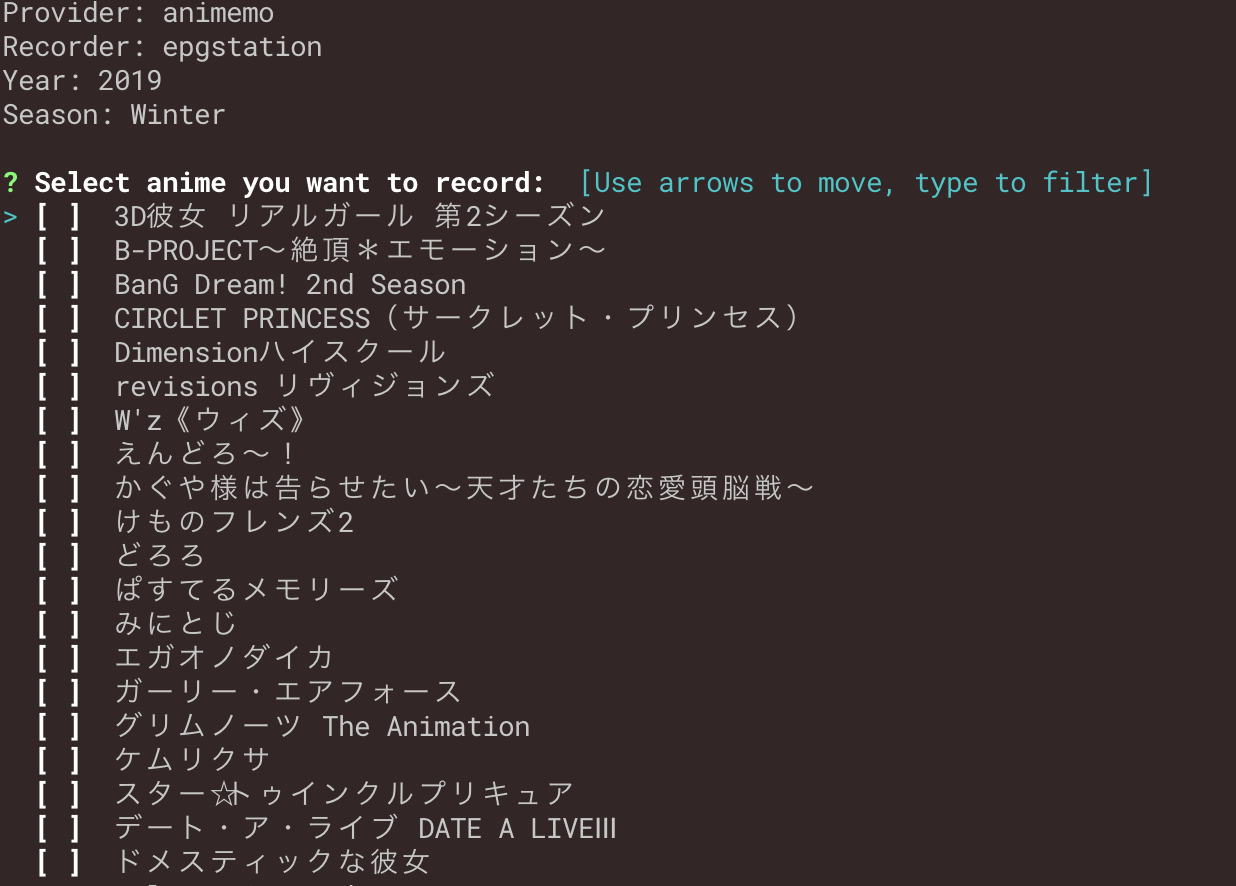 Provider: animemo
Recorder: epgstation
Year: 2019
Season: Winter
? Select anime you want to record:  [Use arrows to move, type to filter]
> [ ]  3D彼女 リアルガール 第2シーズン
[ ]  B-PROJECT～絶頂＊エモーション～
[ ]  BanG Dream! 2nd Season
[ ]  CIRCLET PRINCESS（サークレット・プリンセス）
[ ]  Dimensionハイスクール
[ ]  revisions リヴィジョンズ
[ ]  W'z《ウィズ》
[ ]  えんどろ～！
[ ]  かぐや様は告らせたい～天才たちの恋愛頭脳戦～
[ ]  けものフレンズ2
[ ]  どろろ
[ ]  ぱすてるメモリーズ
[ ]  みにとじ
[ ]  エガオノダイカ
[ ]  ガーリー・エアフォース
[ ]  グリムノーツ The Animation
[ ]  ケムリクサ
[ ]  スター☆トゥインクルプリキュア
[ ]  デート・ア・ライブ DATE A LIVEⅢ
[ ]  ドメスティックな彼女